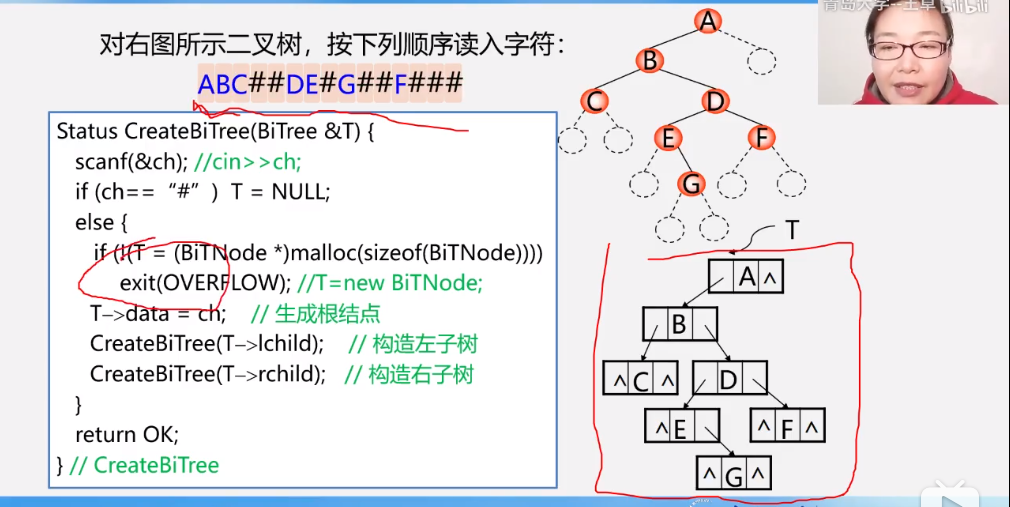 青岛大学--王卓 bilibili
对右图所示二叉树，按下列顺序读入字符：
ABC##DE#G##F###
Status CreateBiTree(BiTree &T) {
scanf(&ch); //cin>>ch;
if (ch==“#”) T = NULL;
else {
if (!(T = (BiTNode *)malloc(sizeof(BiTNode))))
exit(OVERFLOW); //T=new BiTNode;
T–>data = ch; // 生成根结点
CreateBiTree(T–>lchild); // 构造左子树
CreateBiTree(T–>rchild); // 构造右子树
}
return OK;
} // CreateBiTree
A
B
C D
E F
G
T
A ^
B
^ C ^ D
^ E ^ F ^
^ G ^